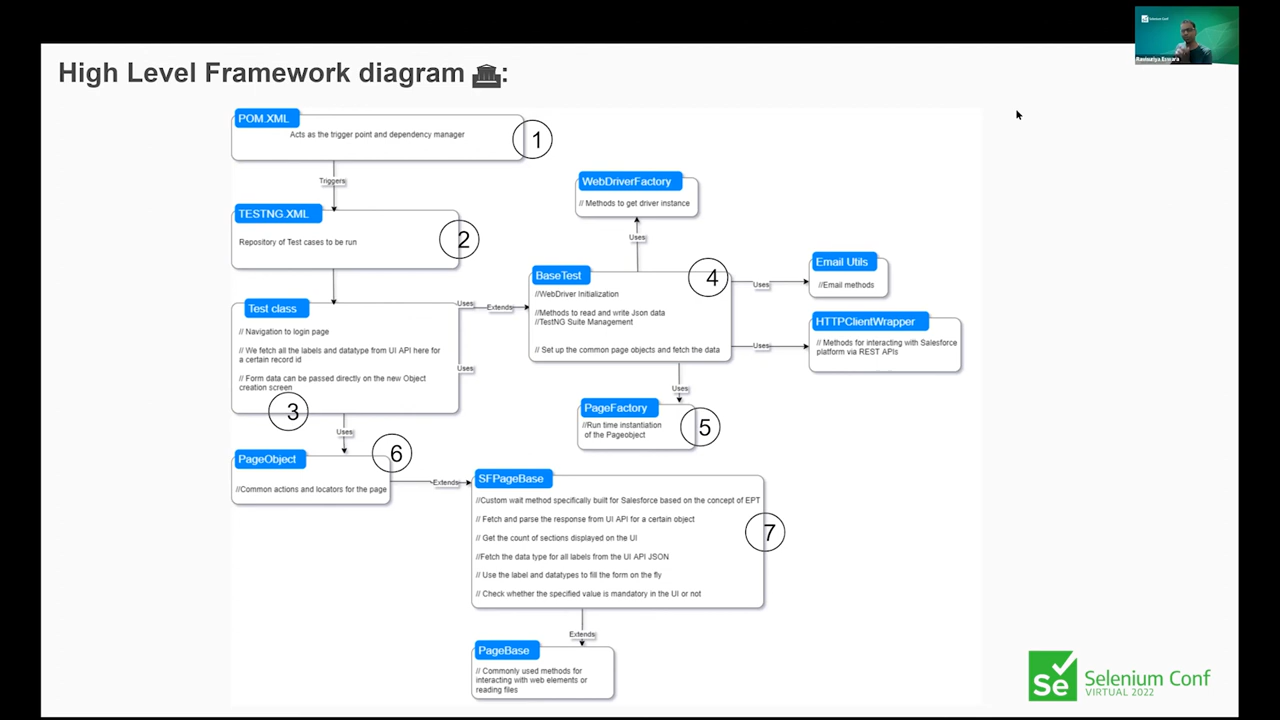 High Level Framework diagram :
Selenium Conf
Ravisuriya Eswara
POM.XML
Acts as the trigger point and dependency manager
1
Triggers
TESTNG.XML
Repository of Test cases to be run
2
Test class
// Navigation to login page
// We fetch all the labels and datatype from UI API here for
a certain record id
// Form data can be passed directly on the new Object
creation screen
3
Uses
Extends
Uses
WebDriverFactory
// Methods to get driver instance
Uses
BaseTest
4
//WebDriver Initialization
//Methods to read and write Json data
//TestNG Suite Management
// Set up the common page objects and fetch the data
Uses
Email Utils
//Email methods
Uses
HTTPClientWrapper
// Methods for interacting with Salesforce
platform via REST APIs
Uses
PageFactory
//Run time instantiation
of the Pageobject
5
Uses
PageObject
6
//Common actions and locators for the page
Extends
SFPageBase
//Custom wait method specifically built for Salesforce based on the concept of EPT
// Fetch and parse the response from UI API for a certain object
// Get the count of sections displayed on the UI
//Fetch the data type for all labels from the UI API JSON
// Use the label and datatypes to fill the form on the fly
// Check whether the specified value is mandatory in the UI or not
7
Extends
PageBase
// Commonly used methods for
interacting with web elements or
reading files
Se
Selenium Conf
VIRTUAL 2022